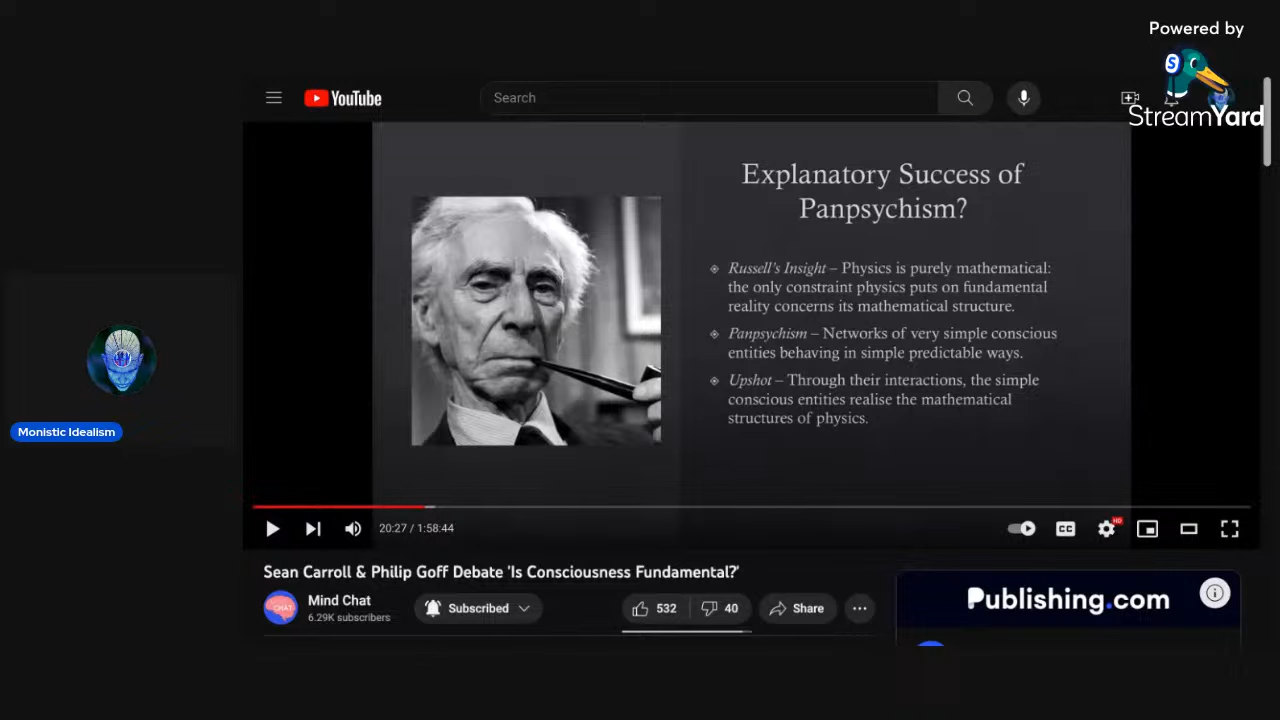 Powered by
StreamYard
YouTube
Search
Explanatory Success of
Panpsychism?
Russell's Insight – Physics is purely mathematical:
the only constraint physics puts on fundamental
reality concerns its mathematical structure.
Panpsychism – Networks of very simple conscious
entities behaving in simple predictable ways.
Upshot – Through their interactions, the simple
conscious entities realise the mathematical
structures of physics.
Monistic Idealism
20:27 / 1:58:44
CC
HD
Sean Carroll & Philip Goff Debate 'Is Consciousness Fundamental?'
CHAT
Mind Chat
6.29K subscribers
Subscribed
532
40
Share
Publishing.com